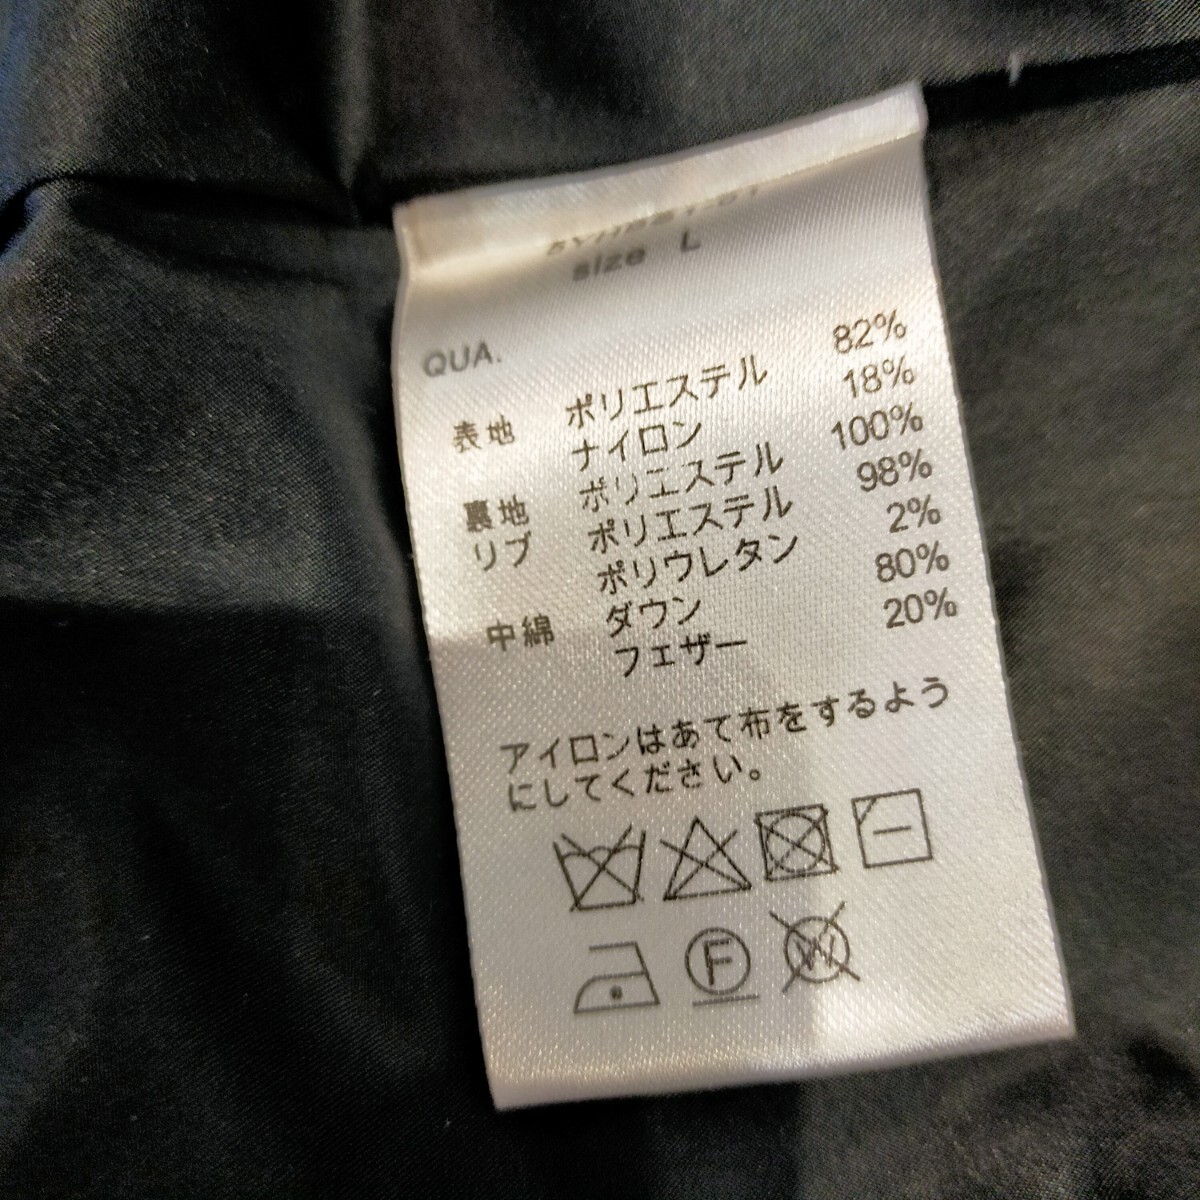 size L
QUA.
表地 ポリエステル 82%
ナイロン 18%
裏地 ポリエステル 100%
リブ ポリエステル 98%
ポリウレタン 2%
中綿 ダウン 80%
フェザー 20%
アイロンはあて布をするよう
にしてください。
F W